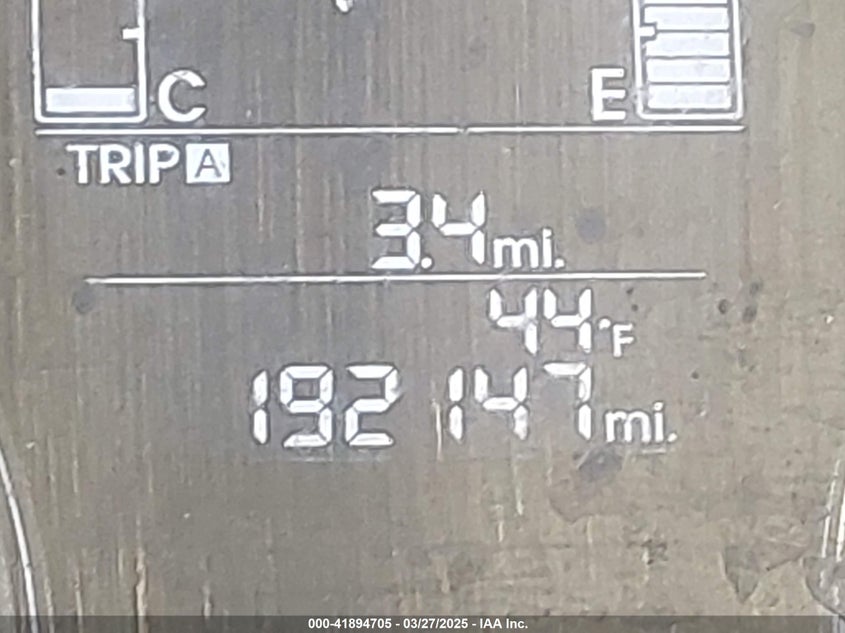 C E
TRIP A
3.4 mi.
44°F
192147 mi.
000-41894705 - 03/27/2025 - IAA Inc.